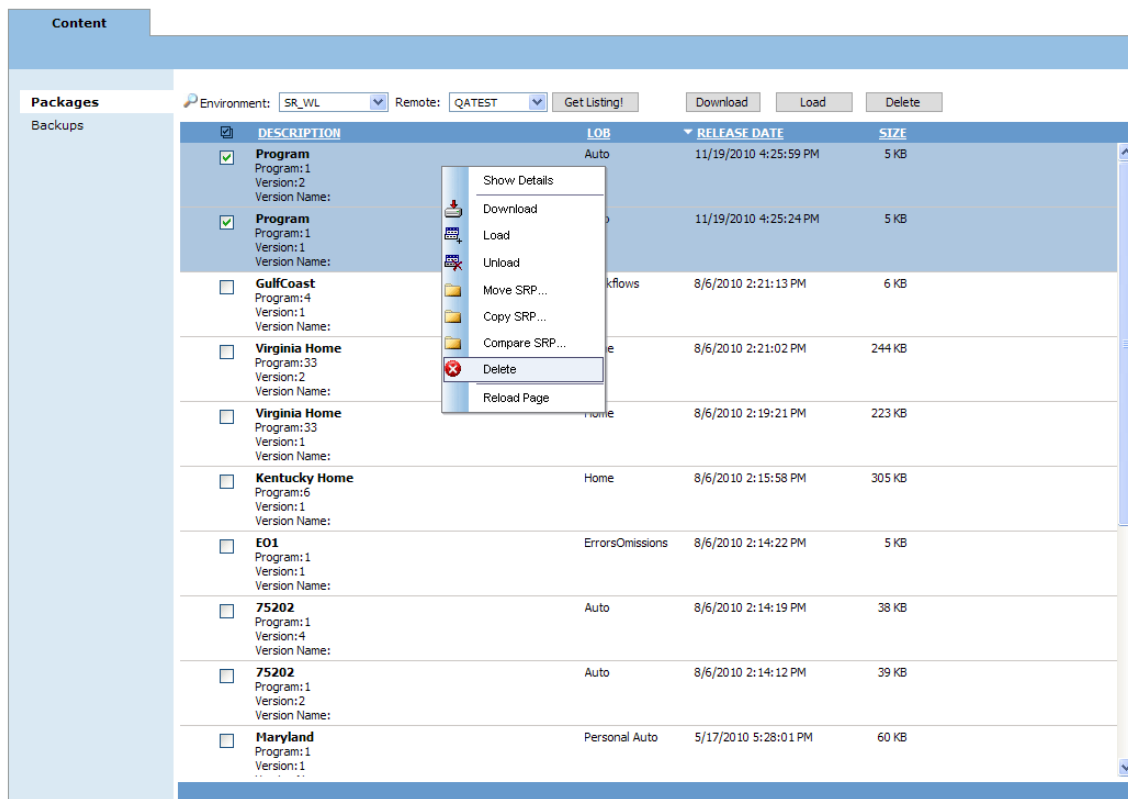 Content
Packages
Backups
Environment: SR_WL Remote: QATEST Get Listing! Download Load Delete
DESCRIPTION LOB RELEASE DATE SIZE
Program Auto 11/19/2010 4:25:59 PM 5 KB
Program:1
Version:2
Version Name:
Program 11/19/2010 4:25:24 PM 5 KB
Program:1
Version:1
Version Name:
GulfCoast kflows 8/6/2010 2:21:13 PM 6 KB
Program:4
Version:1
Version Name:
Virginia Home 8/6/2010 2:21:02 PM 244 KB
Program:33
Version:2
Version Name:
Virginia Home Home 8/6/2010 2:19:21 PM 223 KB
Program:33
Version:1
Version Name:
Kentucky Home Home 8/6/2010 2:15:58 PM 305 KB
Program:6
Version:1
Version Name:
EO1 ErrorsOmissions 8/6/2010 2:14:22 PM 5 KB
Program:1
Version:1
Version Name:
75202 Auto 8/6/2010 2:14:19 PM 38 KB
Program:1
Version:4
Version Name:
75202 Auto 8/6/2010 2:14:12 PM 39 KB
Program:1
Version:2
Version Name:
Maryland Personal Auto 5/17/2010 5:28:01 PM 60 KB
Program:1
Version:1
Show Details
Download
Load
Unload
Move SRP...
Copy SRP...
Compare SRP...
Delete
Reload Page